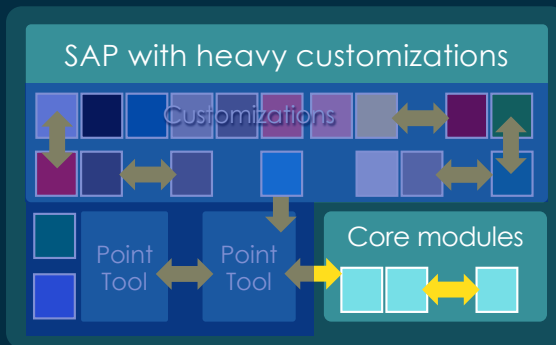 SAP with heavy customizations
Customizations
Point
Tool
Point
Tool
Core modules